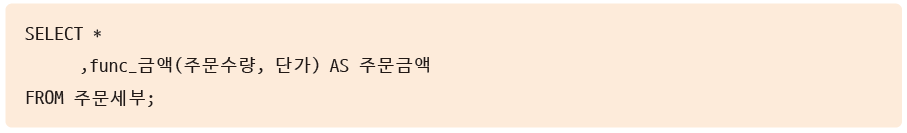 SELECT *
,func_금액(주문수량, 단가) AS 주문금액
FROM 주문세부;